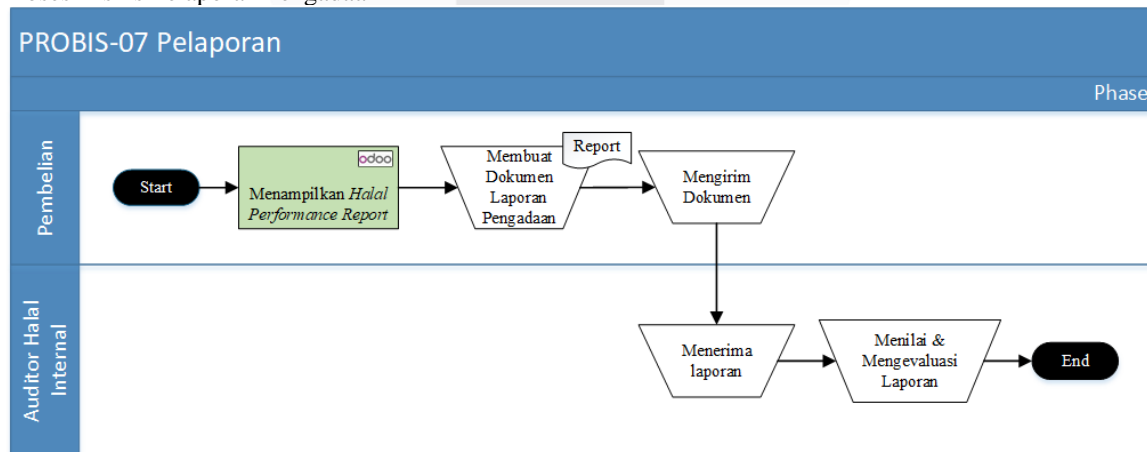 PROBIS-07 Pelaporan
Phase
Pembelian
Start
odoo
Menampilkan Halal
Performance Report
Membuat
Dokumen
Laporan
Pengadaan
Report
Mengirim
Dokumen
Auditor Halal
Internal
Menerima
laporan
Menilai &
Mengevaluasi
Laporan
End